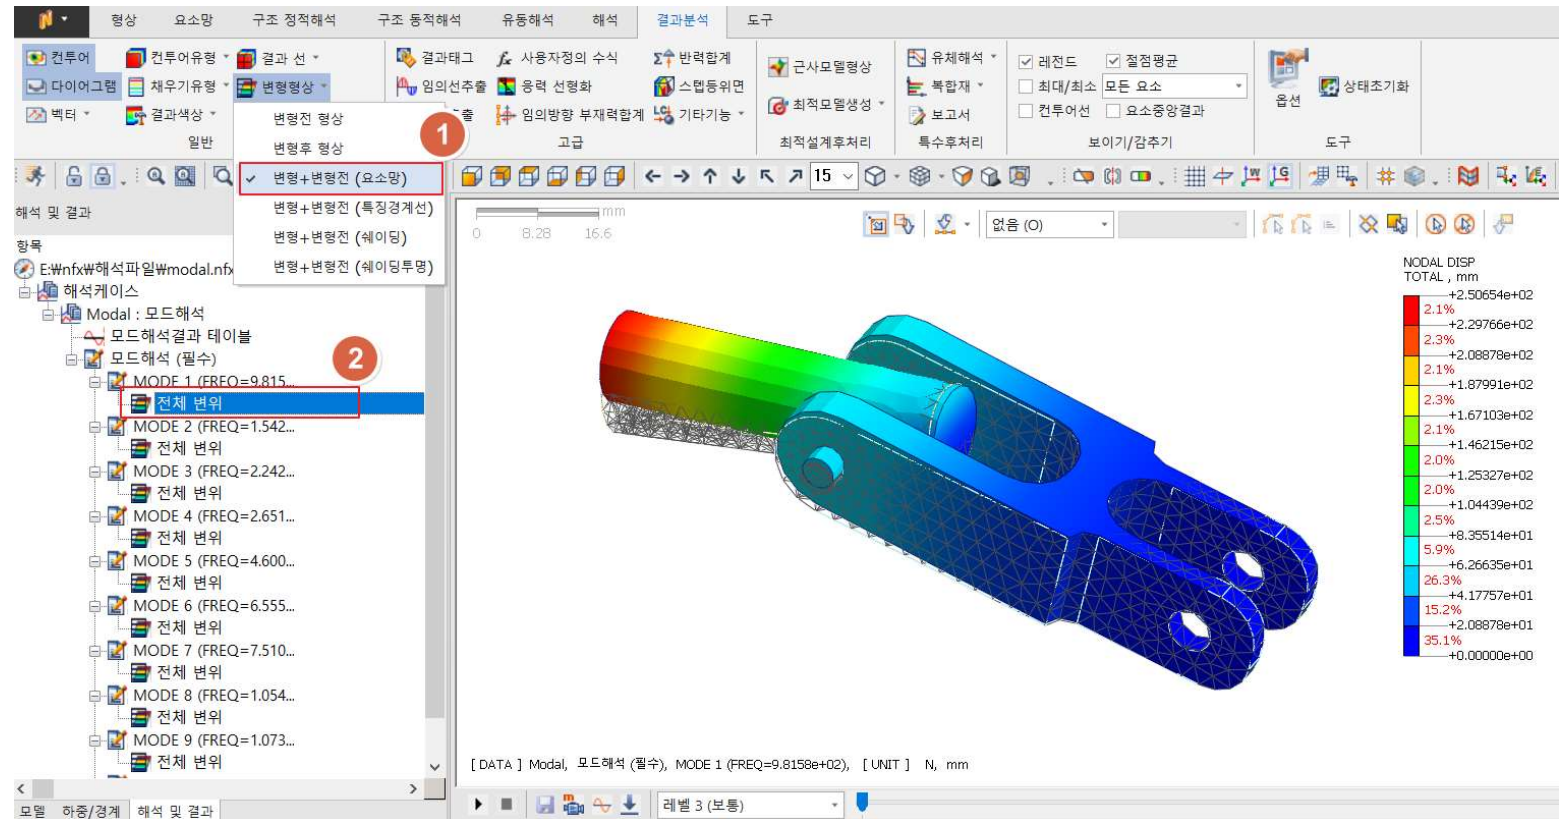 형상 요소망 구조 정적해석 구조 동적해석 유동해석 해석 결과분석 도구
컨투어 컨투어유형 결과 선 결과태그 사용자정의 수식 반력합계 근사모델형상 유체해석 레전드 절점평균
다이어그램 채우기유형 변형형상 임의선추출 응력 선형화 스텝등위면 최적모델생성 복합재 최대/최소 모든 요소 옵션 상태초기화
벡터 결과색상 출 임의방향 부재력합계 기타기능 보고서 컨투어선 요소중앙결과
일반 고급 최적설계후처리 특수후처리 보이기/감추기 도구
변형전 형상
변형후 형상
변형+변형전 (요소망)
변형+변형전 (특징경계선)
변형+변형전 (쉐이딩)
변형+변형전 (쉐이딩투명)
1
15
해석 및 결과
항목
E:₩nfx₩해석파일₩modal.nfx
해석케이스
Modal : 모드해석
모드해석결과 테이블
모드해석 (필수)
2
MODE 1 (FREQ=9.815...
전체 변위
MODE 2 (FREQ=1.542...
전체 변위
MODE 3 (FREQ=2.242...
전체 변위
MODE 4 (FREQ=2.651...
전체 변위
MODE 5 (FREQ=4.600...
전체 변위
MODE 6 (FREQ=6.555...
전체 변위
MODE 7 (FREQ=7.510...
전체 변위
MODE 8 (FREQ=1.054...
전체 변위
MODE 9 (FREQ=1.073...
전체 변위
모델 하중/경계 해석 및 결과
mm
0 8.28 16.6
없음 (O)
NODAL DISP
TOTAL , mm
+2.50654e+02
2.1%
+2.29766e+02
2.3%
+2.08878e+02
2.1%
+1.87991e+02
2.3%
+1.67103e+02
2.1%
+1.46215e+02
2.0%
+1.25327e+02
2.0%
+1.04439e+02
2.5%
+8.35514e+01
5.9%
+6.26635e+01
26.3%
+4.17757e+01
15.2%
+2.08878e+01
35.1%
+0.00000e+00
[ DATA ] Modal, 모드해석 (필수), MODE 1 (FREQ=9.8158e+02), [ UNIT ] N, mm
레벨 3 (보통)